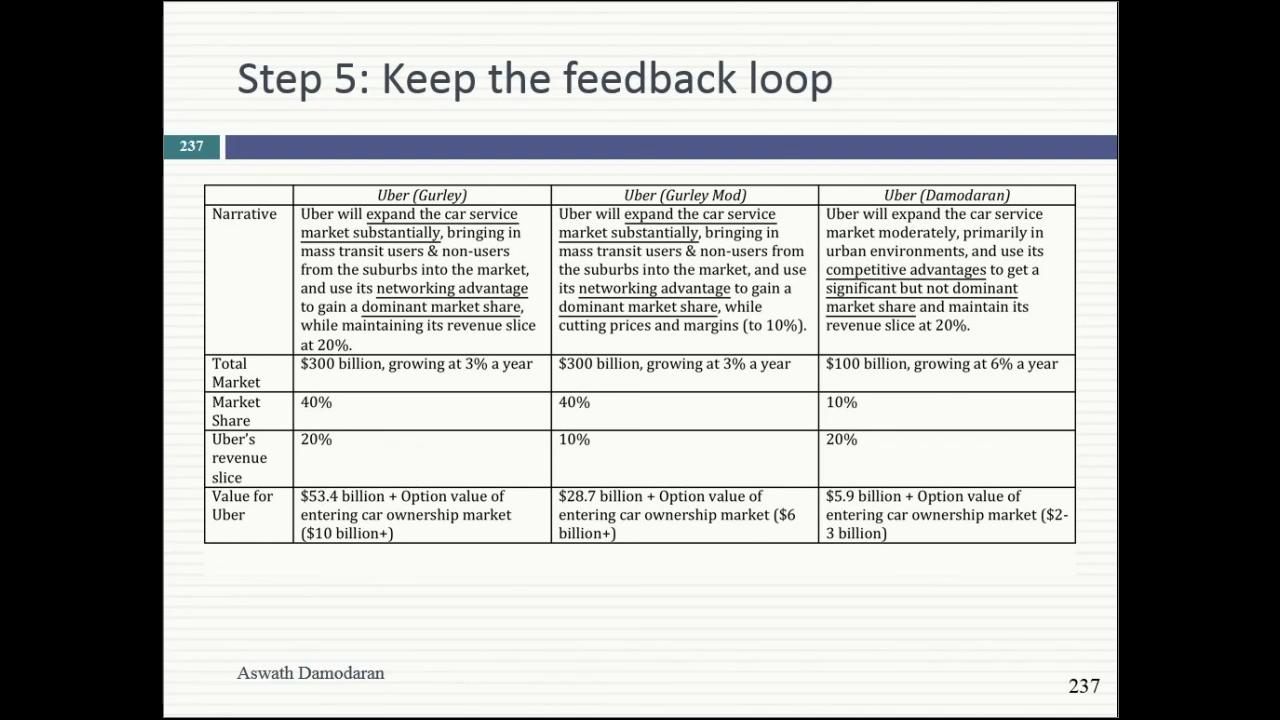 Step 5: Keep the feedback loop
237
Uber (Gurley)
Uber (Gurley Mod)
Uber (Damodaran)
Narrative
Uber will expand the car service
market substantially, bringing in
mass transit users & non-users
from the suburbs into the market,
and use its networking advantage
to gain a dominant market share,
while maintaining its revenue slice
at 20%.
Uber will expand the car service
market substantially, bringing in
mass transit users & non-users from
the suburbs into the market, and use
its networking advantage to gain a
dominant market share, while
cutting prices and margins (to 10%).
Uber will expand the car service
market moderately, primarily in
urban environments, and use its
competitive advantages to get a
significant but not dominant
market share and maintain its
revenue slice at 20%.
Total
Market
$300 billion, growing at 3% a year
$300 billion, growing at 3% a year
$100 billion, growing at 6% a year
Market
Share
40%
40%
10%
Uber's
revenue
slice
20%
10%
20%
Value for
Uber
$53.4 billion + Option value of
entering car ownership market
($10 billion+)
$28.7 billion + Option value of
entering car ownership market ($6
billion+)
$5.9 billion + Option value of
entering car ownership market ($2-
3 billion)
Aswath Damodaran
237